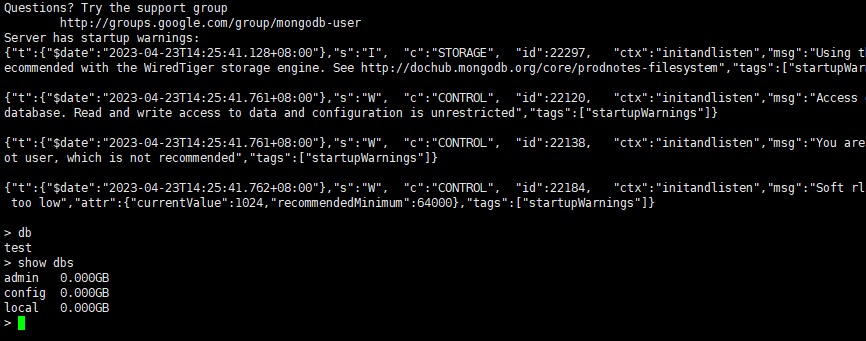 Questions? Try the support group
http://groups.google.com/group/mongodb-user
Server has startup warnings:
{"t":{"$date":"2023-04-23T14:25:41.128+08:00"},"s":"I",  "c":"STORAGE",  "id":22297,   "ctx":"initandlisten","msg":"Using th
ecommended with the WiredTiger storage engine. See http://dochub.mongodb.org/core/prodnotes-filesystem","tags":["startupWar
{"t":{"$date":"2023-04-23T14:25:41.761+08:00"},"s":"W",  "c":"CONTROL",  "id":22120,   "ctx":"initandlisten","msg":"Access
database. Read and write access to data and configuration is unrestricted","tags":["startupWarnings"]}
{"t":{"$date":"2023-04-23T14:25:41.761+08:00"},"s":"W",  "c":"CONTROL",  "id":22138,   "ctx":"initandlisten","msg":"You are
ot user, which is not recommended","tags":["startupWarnings"]}
{"t":{"$date":"2023-04-23T14:25:41.762+08:00"},"s":"W",  "c":"CONTROL",  "id":22184,   "ctx":"initandlisten","msg":"Soft rl
too low","attr":{"currentValue":1024,"recommendedMinimum":64000},"tags":["startupWarnings"]}
> db
test
> show dbs
admin   0.000GB
config  0.000GB
local   0.000GB
>